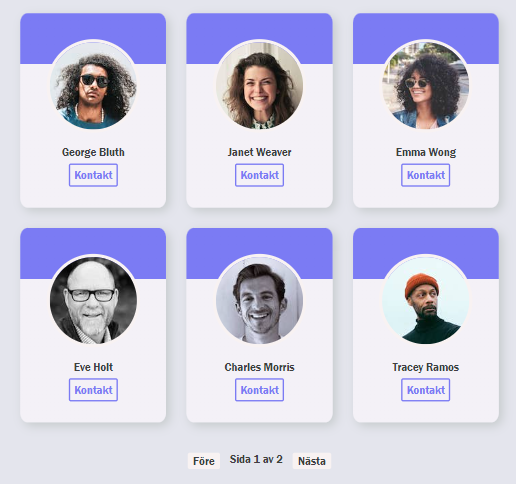 George Bluth
Janet Weaver
Emma Wong
Kontakt
Kontakt
Kontakt
Eve Holt
Charles Morris
Tracey Ramos
Kontakt
Kontakt
Kontakt
Före
Sida 1 av 2
Nästa